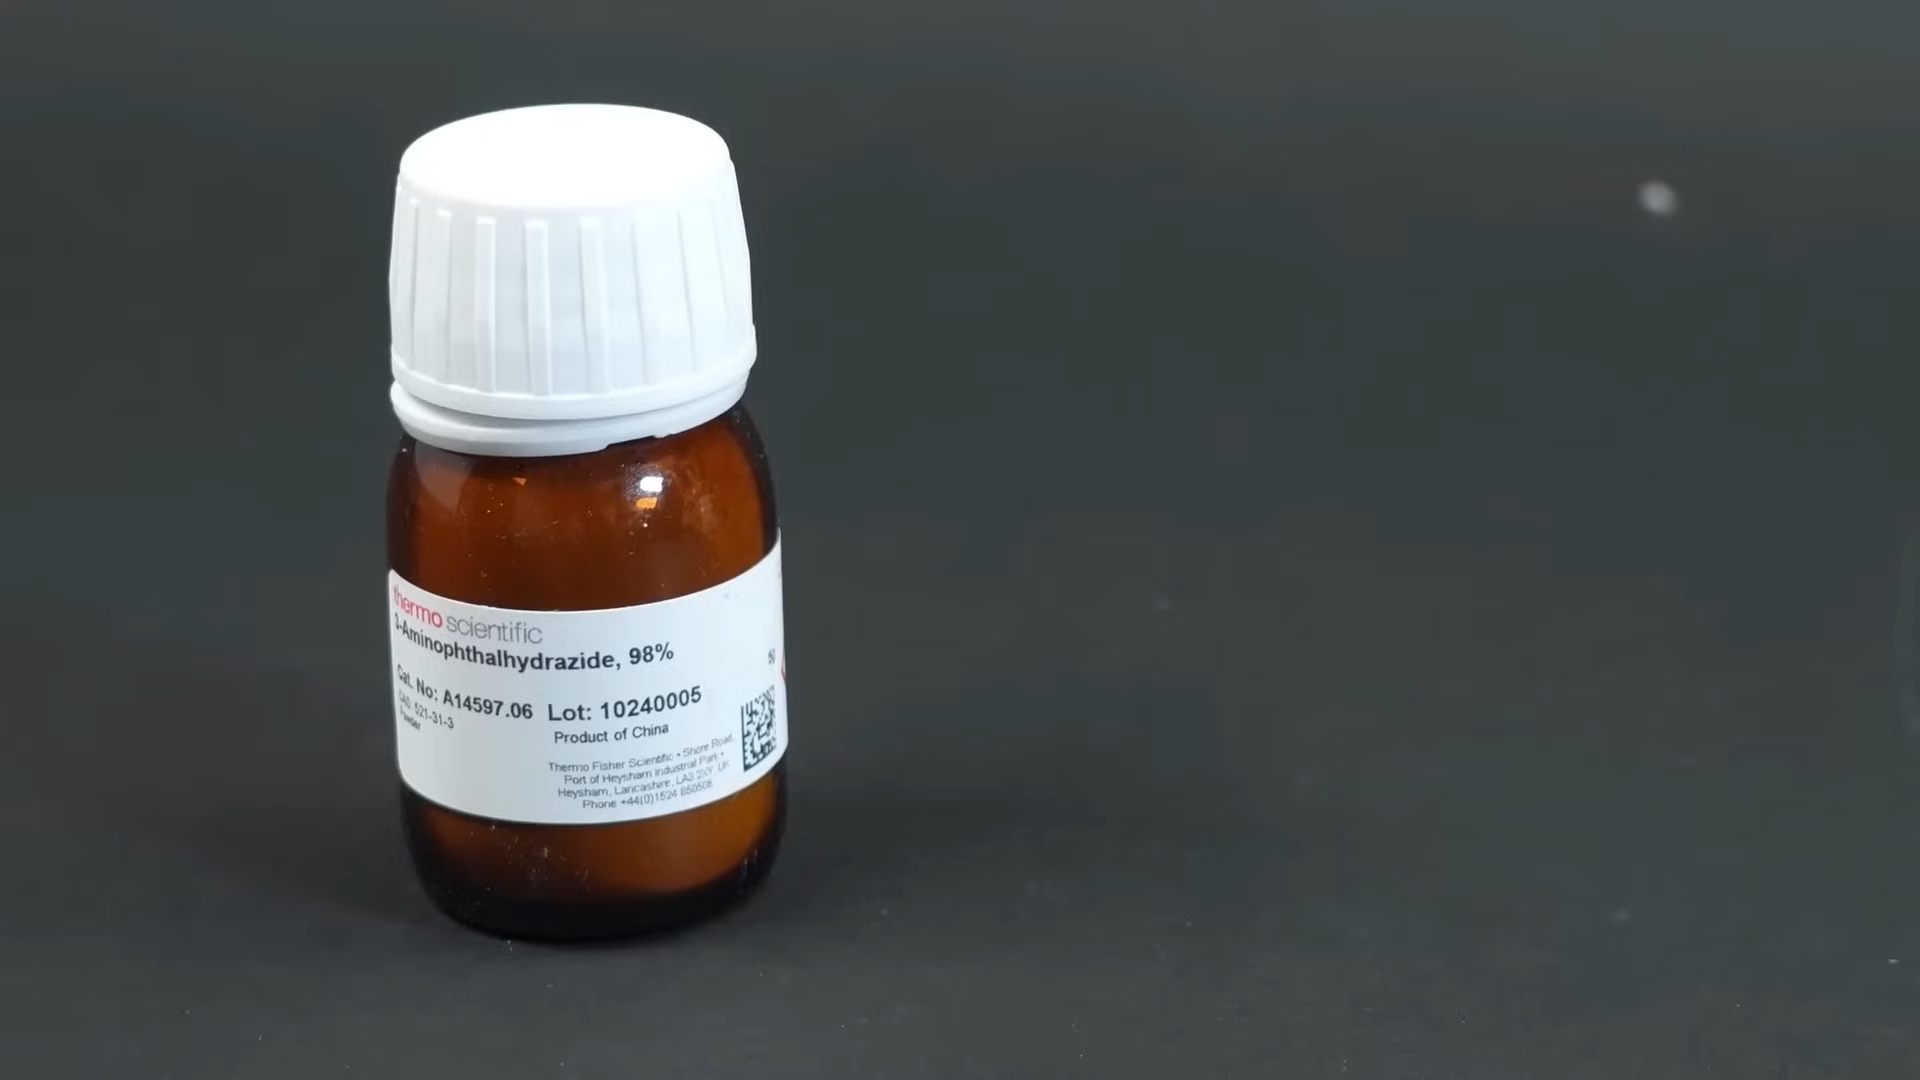 thermo scientific
3-Aminophthalhydrazide, 98%
5g
Cat. No: A14597.06 Lot: 10240005
CAS: 521-31-3
Powder
Product of China
Thermo Fisher Scientific • Shore Road
Port of Heysham Industrial Park •
Heysham, Lancashire, LA3 2XY UK
Phone +44(0)1524 850506